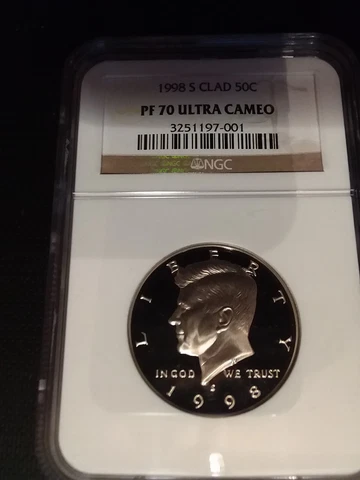 1998 S CLAD 50C
PF 70 ULTRA CAMEO
3251197-001
NGC
LIBERTY
IN GOD WE TRUST
S
1998